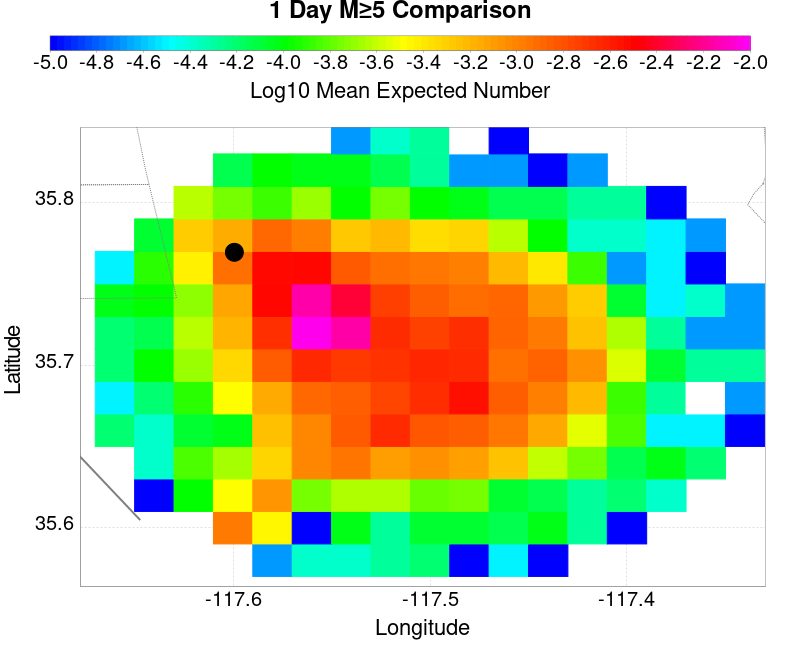 1 Day M≥5 Comparison
-5.0 -4.8 -4.6 -4.4 -4.2 -4.0 -3.8 -3.6 -3.4 -3.2 -3.0 -2.8 -2.6 -2.4 -2.2 -2.0
Log10 Mean Expected Number
35.8
35.7
35.6
Latitude
-117.6 -117.5 -117.4
Longitude